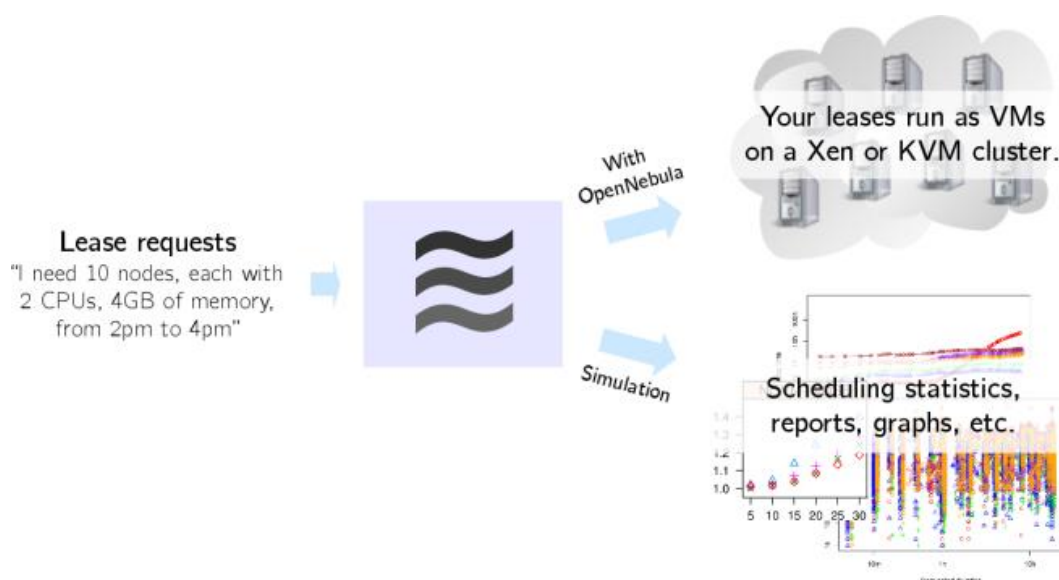 Lease requests
"I need 10 nodes, each with
2 CPUs, 4GB of memory,
from 2pm to 4pm"
With
OpenNebula
Simulation
Your leases run as VMs
on a Xen or KVM cluster.
Scheduling statistics,
reports, graphs, etc.
1.4
1.3
1.2
1.1
1.0
5 10 15 20 25 30